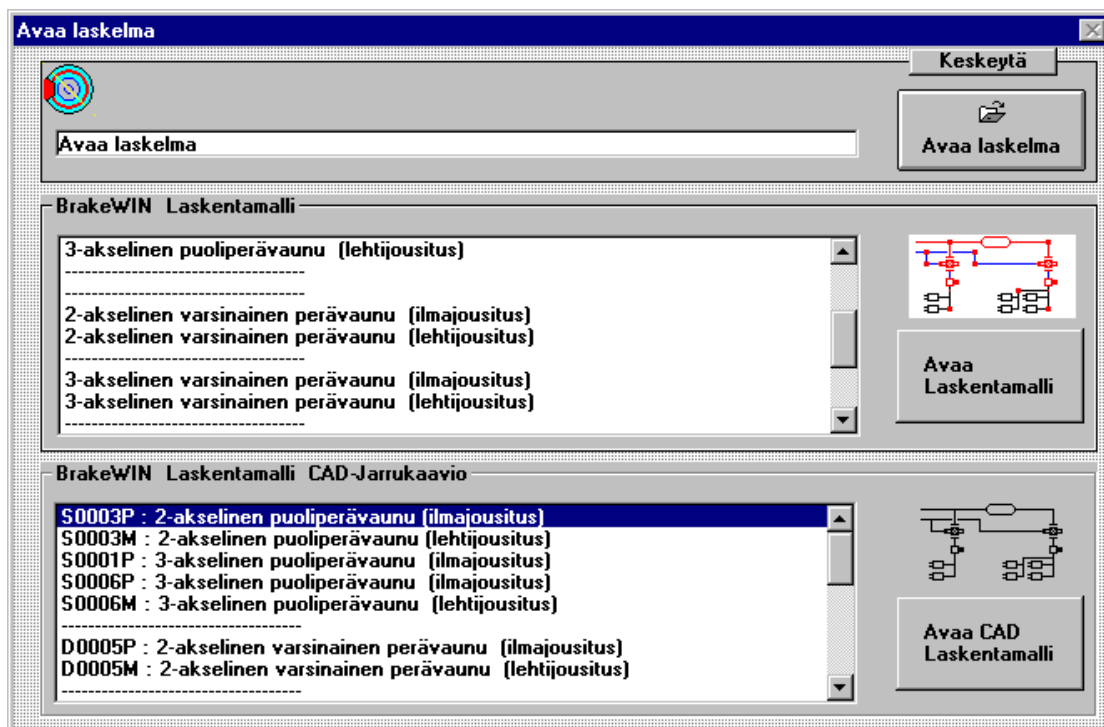 Avaa laskelma
Keskeytä
Avaa laskelma
Avaa laskelma
BrakeWIN Laskentamalli
3-akselinen puoliperävaunu (lehtijousitus)
------------------------------------
------------------------------------
2-akselinen varsinainen perävaunu (ilmajousitus)
2-akselinen varsinainen perävaunu (lehtijousitus)
------------------------------------
3-akselinen varsinainen perävaunu (ilmajousitus)
3-akselinen varsinainen perävaunu (lehtijousitus)
------------------------------------
Avaa
Laskentamalli
BrakeWIN Laskentamalli CAD-Jarrukaavio
S0003P : 2-akselinen puoliperävaunu (ilmajousitus)
S0003M : 2-akselinen puoliperävaunu (lehtijousitus)
S0001P : 3-akselinen puoliperävaunu (ilmajousitus)
S0006P : 3-akselinen puoliperävaunu (ilmajousitus)
S0006M : 3-akselinen puoliperävaunu (lehtijousitus)
------------------------------------
D0005P : 2-akselinen varsinainen perävaunu (ilmajousitus)
D0005M : 2-akselinen varsinainen perävaunu (lehtijousitus)
------------------------------------
Avaa CAD
Laskentamalli